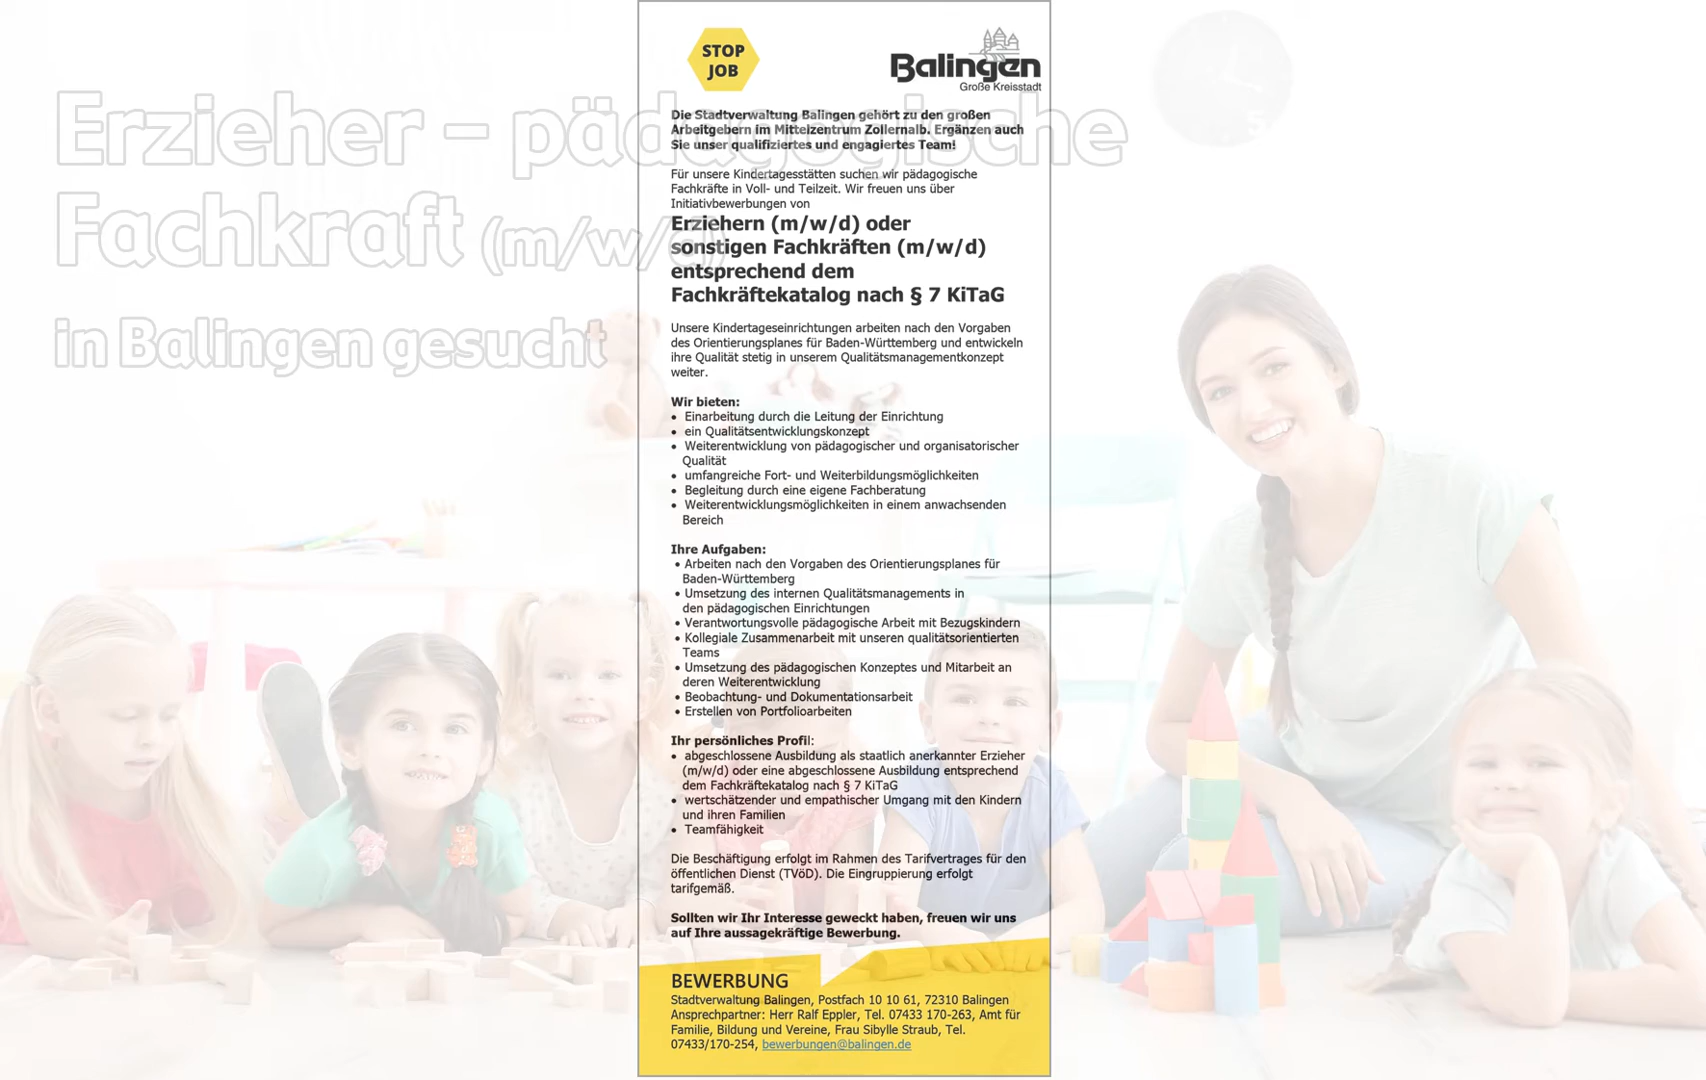 Erzieher – pädagogische
Fachkraft (m/w/d)
in Balingen gesucht
STOP
JOB
Balingen
Große Kreisstadt
Die Stadtverwaltung Balingen gehört zu den großen
Arbeitgebern im Mittelzentrum Zollernalb. Ergänzen auch
Sie unser qualifiziertes und engagiertes Team!
Für unsere Kindertagesstätten suchen wir pädagogische
Fachkräfte in Voll- und Teilzeit. Wir freuen uns über
Initiativbewerbungen von
Erziehern (m/w/d) oder
sonstigen Fachkräften (m/w/d)
entsprechend dem
Fachkräftekatalog nach § 7 KiTaG
Unsere Kindertageseinrichtungen arbeiten nach den Vorgaben
des Orientierungsplanes für Baden-Württemberg und entwickeln
ihre Qualität stetig in unserem Qualitätsmanagementkonzept
weiter.
Wir bieten:
• Einarbeitung durch die Leitung der Einrichtung
• ein Qualitätsentwicklungskonzept
• Weiterentwicklung von pädagogischer und organisatorischer
Qualität
• umfangreiche Fort- und Weiterbildungsmöglichkeiten
• Begleitung durch eine eigene Fachberatung
• Weiterentwicklungsmöglichkeiten in einem anwachsenden
Bereich
Ihre Aufgaben:
• Arbeiten nach den Vorgaben des Orientierungsplanes für
Baden-Württemberg
• Umsetzung des internen Qualitätsmanagements in
den pädagogischen Einrichtungen
• Verantwortungsvolle pädagogische Arbeit mit Bezugskindern
• Kollegiale Zusammenarbeit mit unseren qualitätsorientierten
Teams
• Umsetzung des pädagogischen Konzeptes und Mitarbeit an
deren Weiterentwicklung
• Beobachtung- und Dokumentationsarbeit
• Erstellen von Portfolioarbeiten
Ihr persönliches Profil:
• abgeschlossene Ausbildung als staatlich anerkannter Erzieher
(m/w/d) oder eine abgeschlossene Ausbildung entsprechend
dem Fachkräftekatalog nach § 7 KiTaG
• wertschätzender und empathischer Umgang mit den Kindern
und ihren Familien
• Teamfähigkeit
Die Beschäftigung erfolgt im Rahmen des Tarifvertrages für den
öffentlichen Dienst (TVöD). Die Eingruppierung erfolgt
tarifgemäß.
Sollten wir Ihr Interesse geweckt haben, freuen wir uns
auf Ihre aussagekräftige Bewerbung.
BEWERBUNG
Stadtverwaltung Balingen, Postfach 10 10 61, 72310 Balingen
Ansprechpartner: Herr Ralf Eppler, Tel. 07433 170-263, Amt für
Familie, Bildung und Vereine, Frau Sibylle Straub, Tel.
07433/170-254, bewerbungen@balingen.de